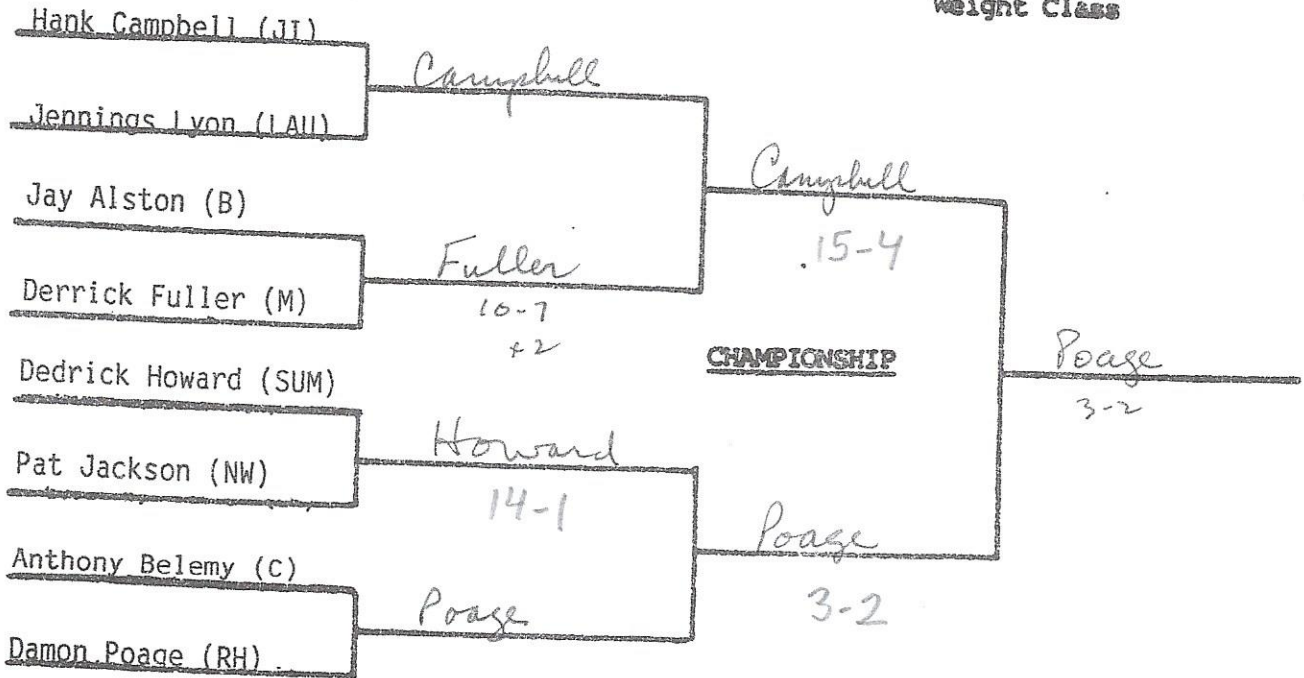 Weight Class
Hank Campbell (JI)
Campbell
Jennings Lyon (LAU)
Campbell
15-4
Jay Alston (B)
Fuller
10-7
+2
Derrick Fuller (M)
CHAMPIONSHIP
Poage
3-2
Dedrick Howard (SUM)
Howard
14-1
Pat Jackson (NW)
Poage
3-2
Anthony Belemy (C)
Poage
Damon Poage (RH)